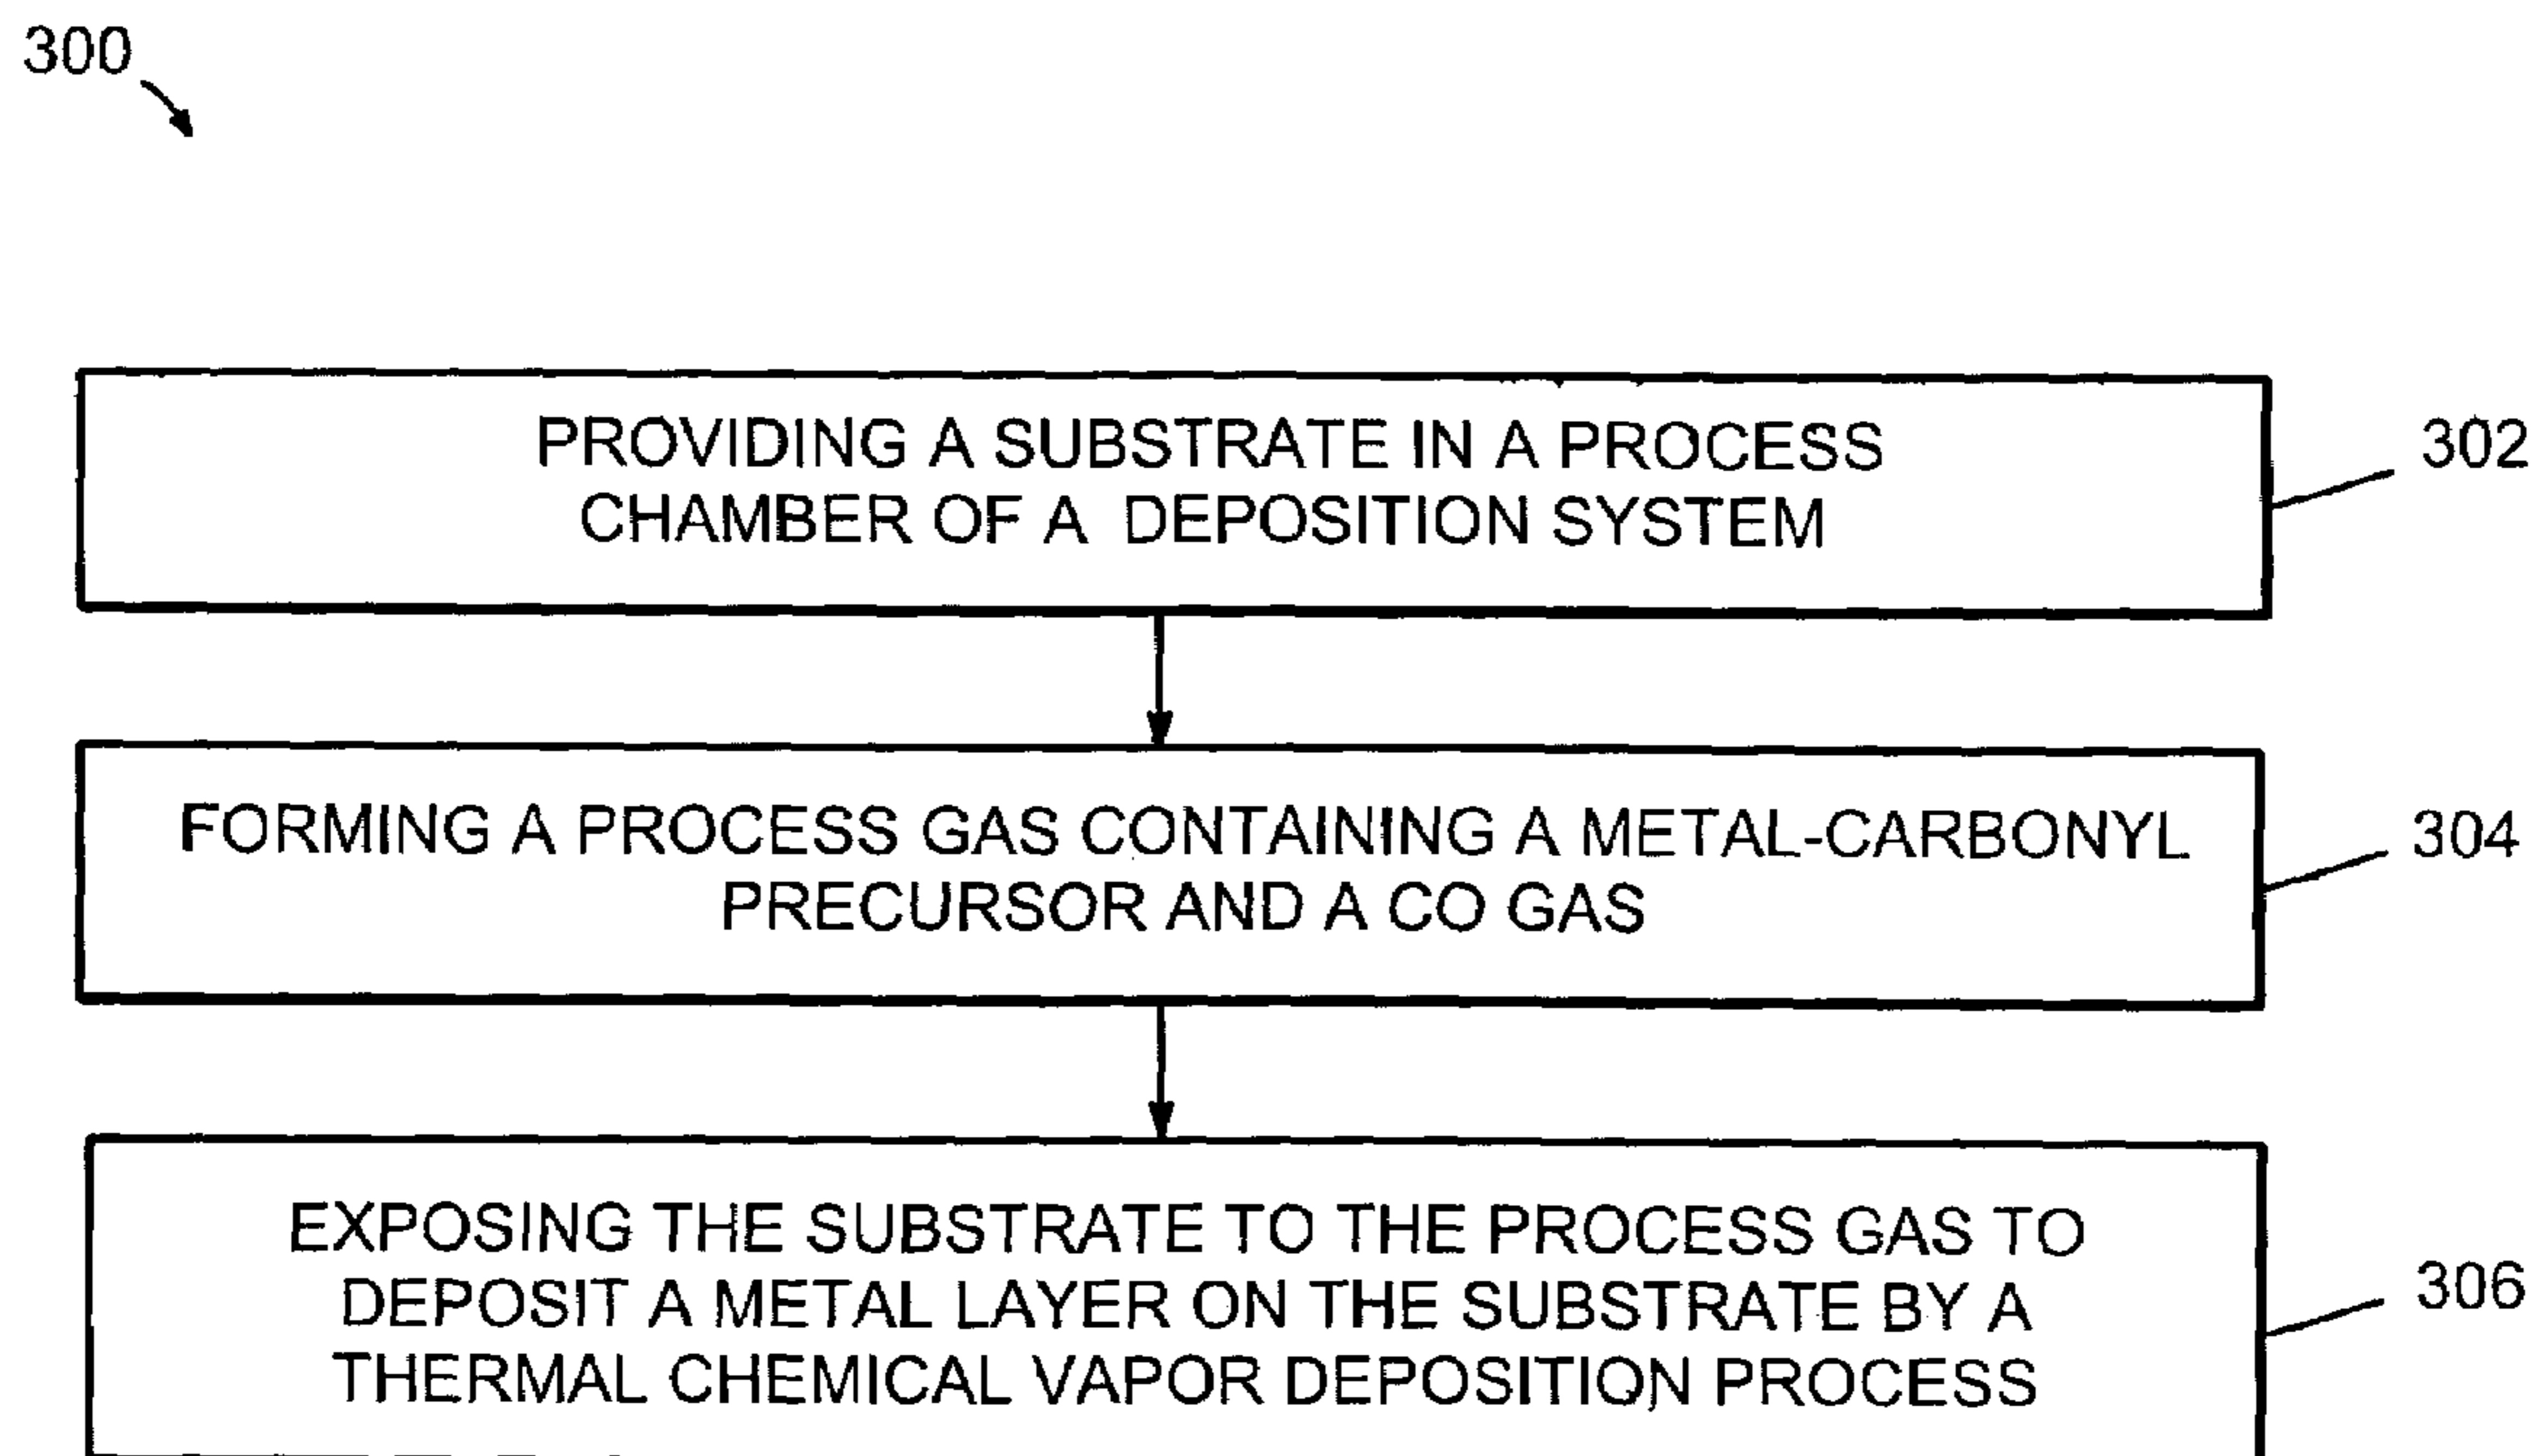 300
PROVIDING A SUBSTRATE IN A PROCESS
CHAMBER OF A DEPOSITION SYSTEM
302
FORMING A PROCESS GAS CONTAINING A METAL-CARBONYL
PRECURSOR AND A CO GAS
304
EXPOSING THE SUBSTRATE TO THE PROCESS GAS TO
DEPOSIT A METAL LAYER ON THE SUBSTRATE BY A
THERMAL CHEMICAL VAPOR DEPOSITION PROCESS
306